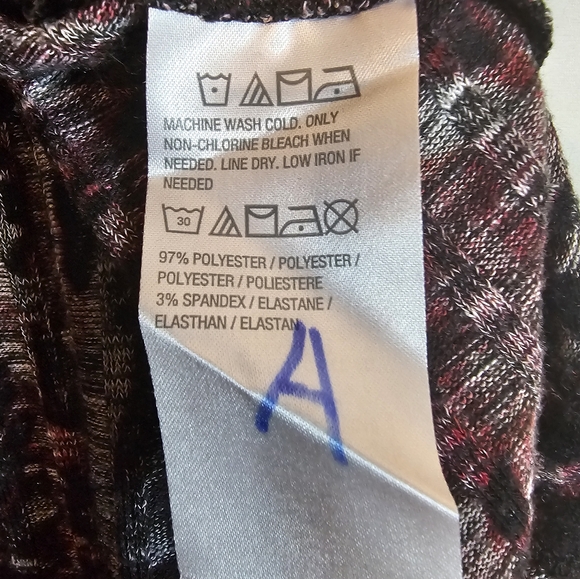 MACHINE WASH COLD. ONLY
NON-CHLORINE BLEACH WHEN
NEEDED. LINE DRY. LOW IRON IF
NEEDED
30
97% POLYESTER / POLYESTER /
POLYESTER / POLIESTERE
3% SPANDEX / ELASTANE /
ELASTHAN / ELASTAN
A